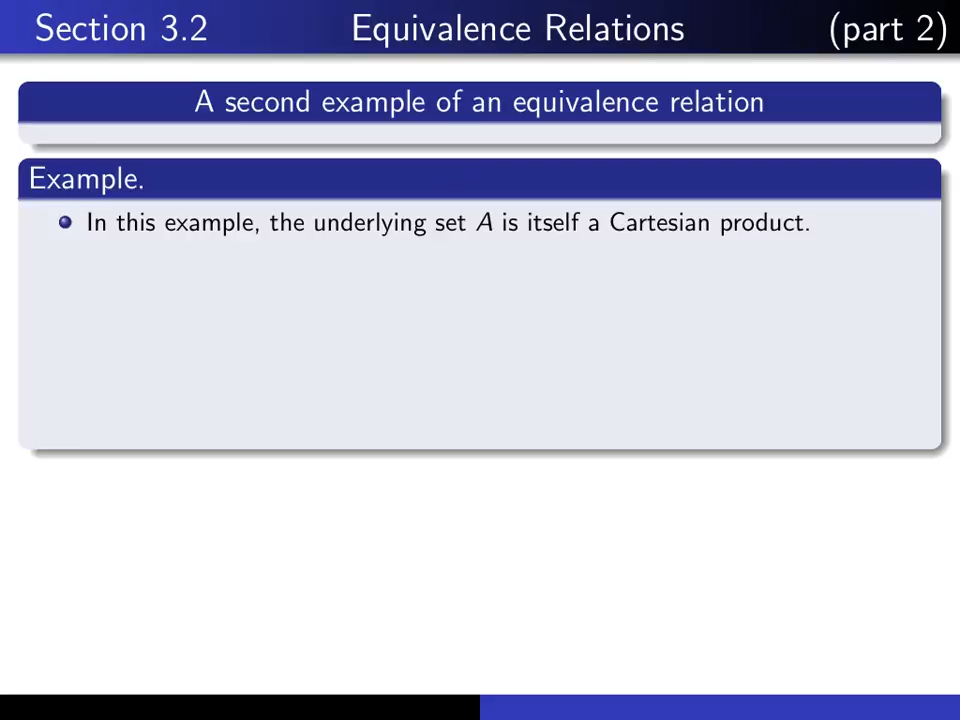 Section 3.2 Equivalence Relations (part 2)
A second example of an equivalence relation
Example.
In this example, the underlying set A is itself a Cartesian product.